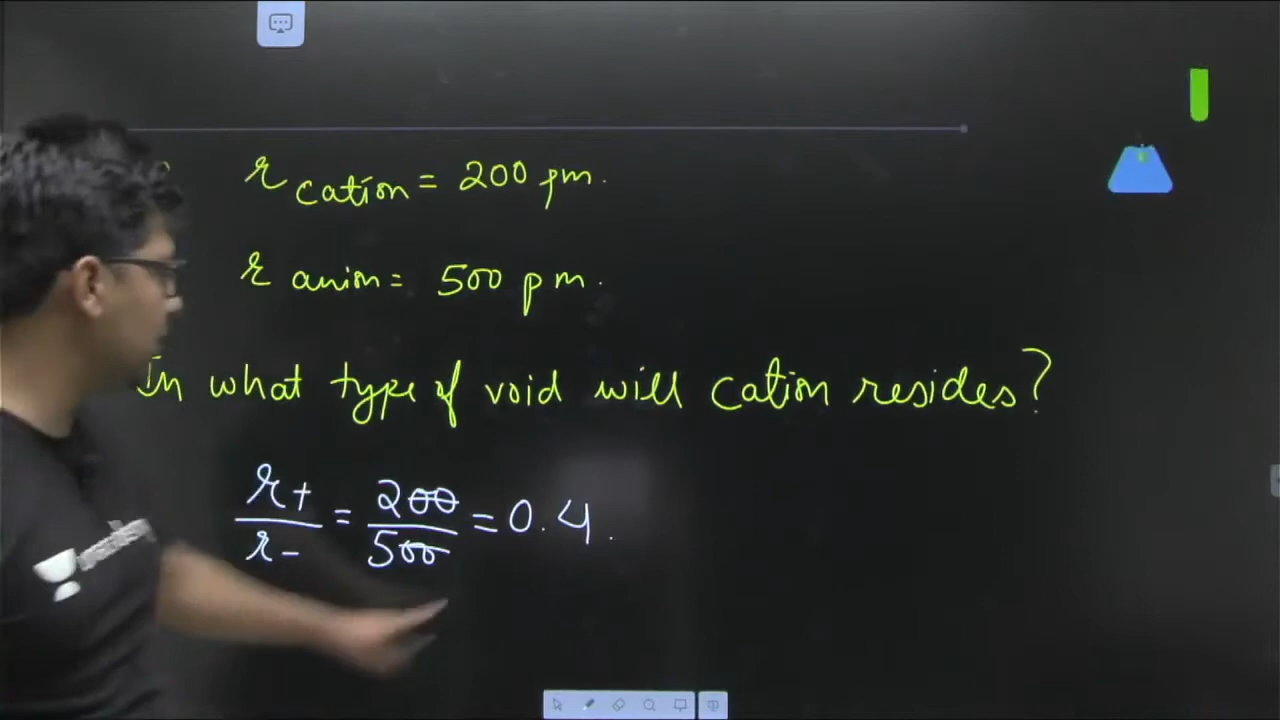 r cation = 200 pm.
r anion = 500 pm.
In what type of void will cation resides?
r+/r- = 200/500 = 0.4.